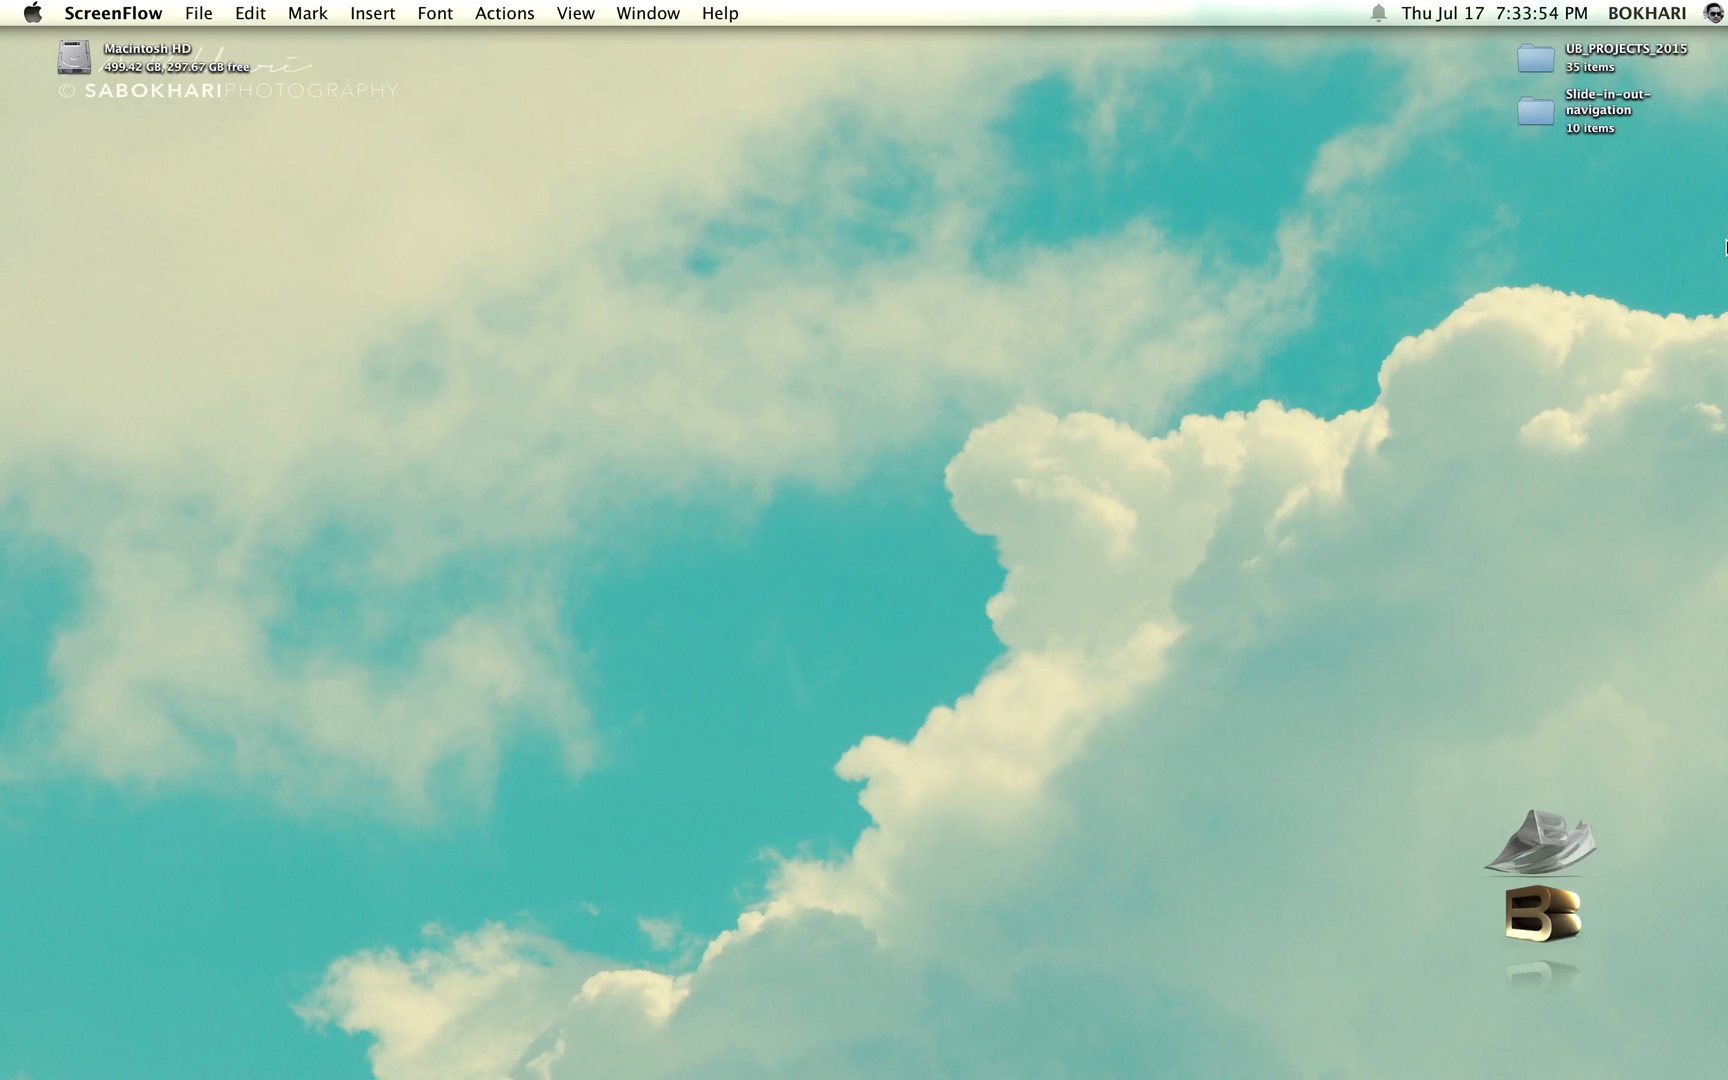 ScreenFlow File Edit Mark Insert Font Actions View Window Help Thu Jul 17 7:33:54 PM BOKHARI
Macintosh HD
499.42 GB, 297.67 GB free
© SABOKHARIPHOTOGRAPHY
UB_PROJECTS_2015
35 items
Slide-in-out-
navigation
10 items
B